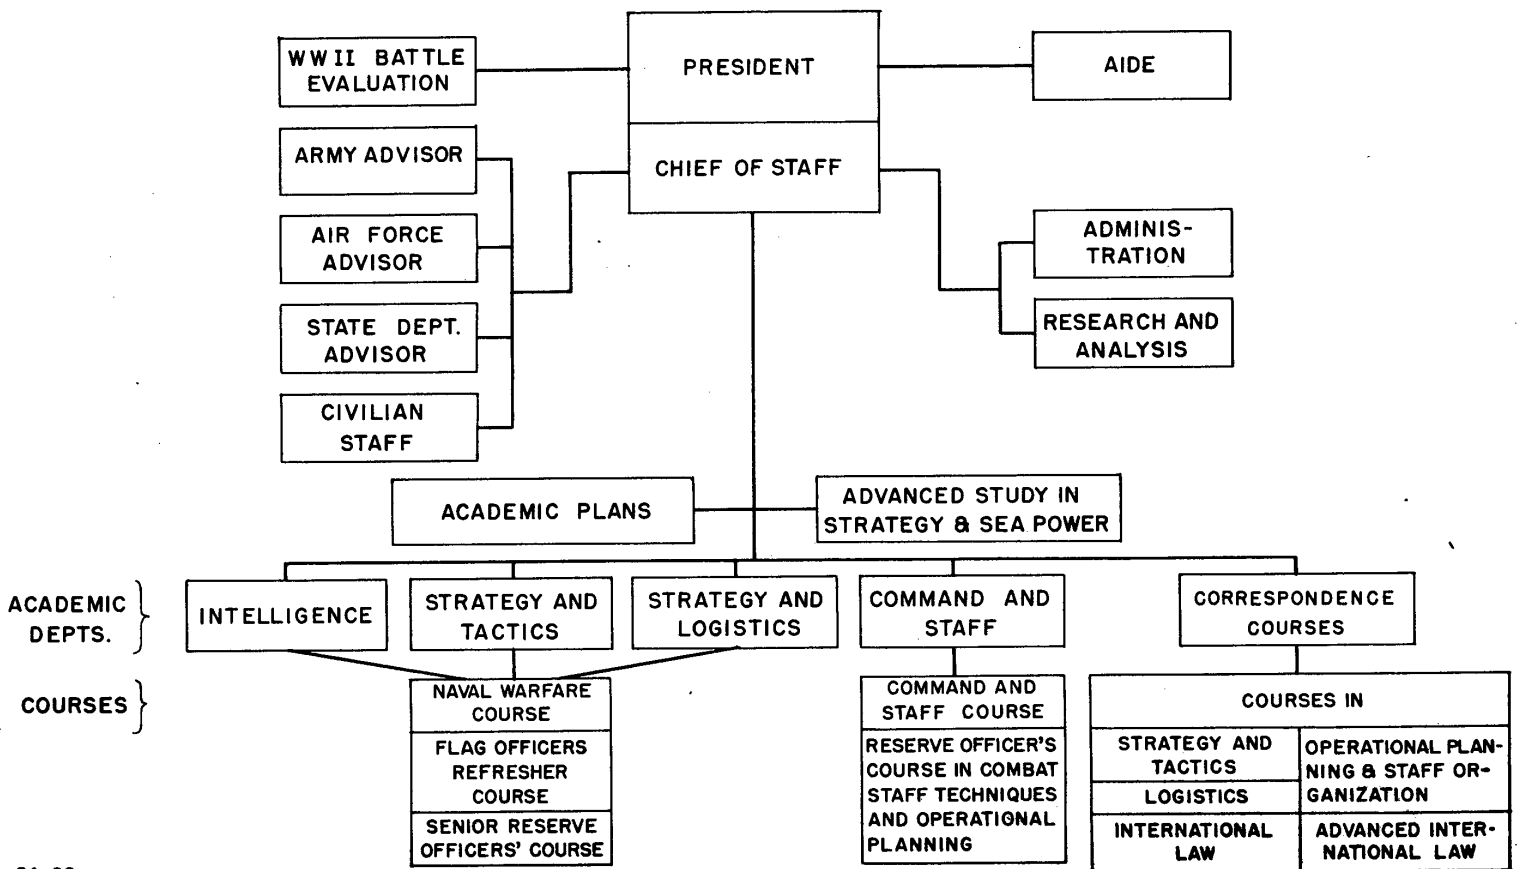 WWII BATTLE
EVALUATION
PRESIDENT
AIDE
ARMY ADVISOR
CHIEF OF STAFF
AIR FORCE
ADVISOR
ADMINIS-
TRATION
STATE DEPT.
ADVISOR
RESEARCH AND
ANALYSIS
CIVILIAN
STAFF
ACADEMIC PLANS
ADVANCED STUDY IN
STRATEGY & SEA POWER
ACADEMIC
DEPTS.
INTELLIGENCE
STRATEGY AND
TACTICS
STRATEGY AND
LOGISTICS
COMMAND AND
STAFF
CORRESPONDENCE
COURSES
COURSES
NAVAL WARFARE
COURSE
FLAG OFFICERS
REFRESHER
COURSE
SENIOR RESERVE
OFFICERS' COURSE
COMMAND AND
STAFF COURSE
RESERVE OFFICER'S
COURSE IN COMBAT
STAFF TECHNIQUES
AND OPERATIONAL
PLANNING
COURSES IN
STRATEGY AND
TACTICS
LOGISTICS
INTERNATIONAL
LAW
OPERATIONAL PLAN-
NING & STAFF OR-
GANIZATION
ADVANCED INTER-
NATIONAL LAW